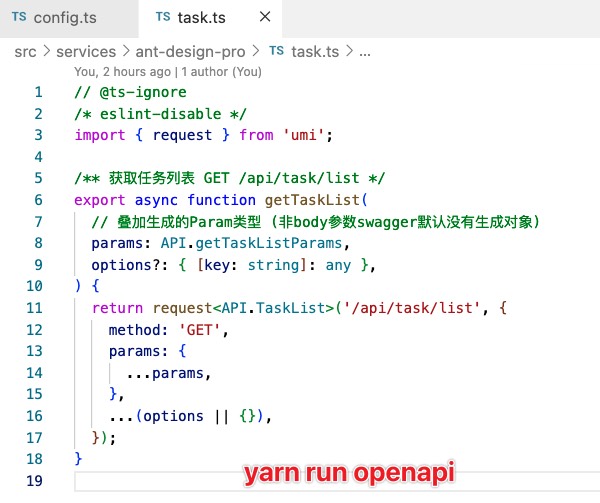 TS config.ts TS task.ts ×
src > services > ant-design-pro > TS task.ts > ...
You, 2 hours ago | 1 author (You)
1 // @ts-ignore
2 /* eslint-disable */
3 import { request } from 'umi';
4
5 /** 获取任务列表 GET /api/task/list */
6 export async function getTaskList(
7   // 叠加生成的Param类型 (非body参数swagger默认没有生成对象)
8   params: API.getTaskListParams,
9   options?: { [key: string]: any },
10 ) {
11   return request<API.TaskList>('/api/task/list', {
12     method: 'GET',
13     params: {
14       ...params,
15     },
16     ...(options || {}),
17   });
18 }
19
yarn run openapi